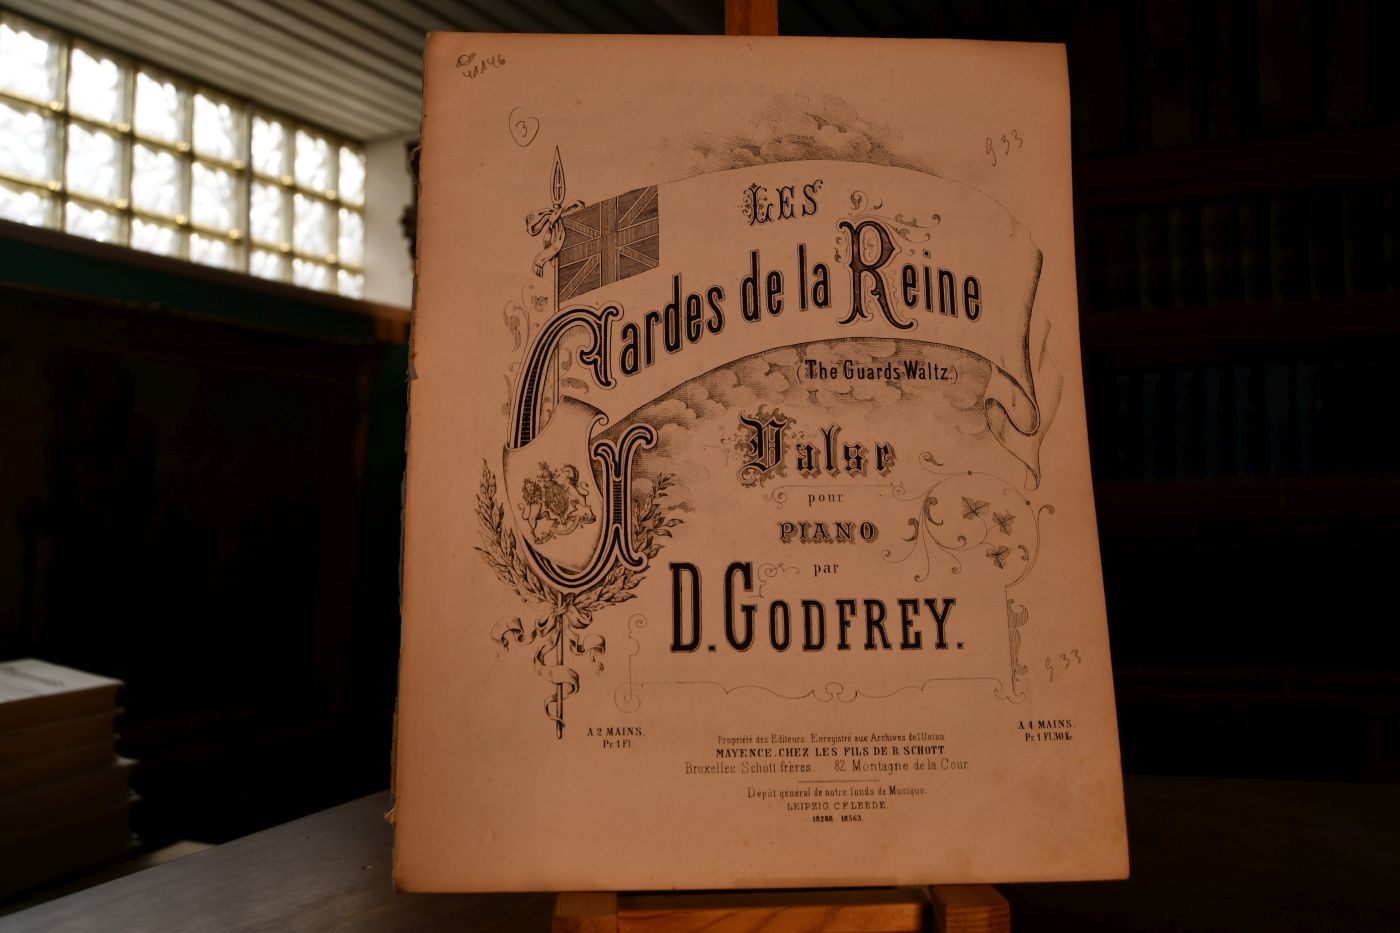 41146
3
933
LES
Gardes de la Reine
(The Guards-Waltz.)
Valse
pour
PIANO
par
D. GODFREY.
933
A 2 MAINS.
Pr. 1 Fl.
A 4 MAINS.
Pr. 1 Fl. 30 k.
Propriété des Editeurs. Enregistré aux Archives de l'Union.
MAYENCE, CHEZ LES FILS DE B. SCHOTT.
Bruxelles Schott frères. 82 Montagne de la Cour.
Depôt général de notre fonds de Musique.
LEIPZIG, C.F. LEEDE.
18288 18563.